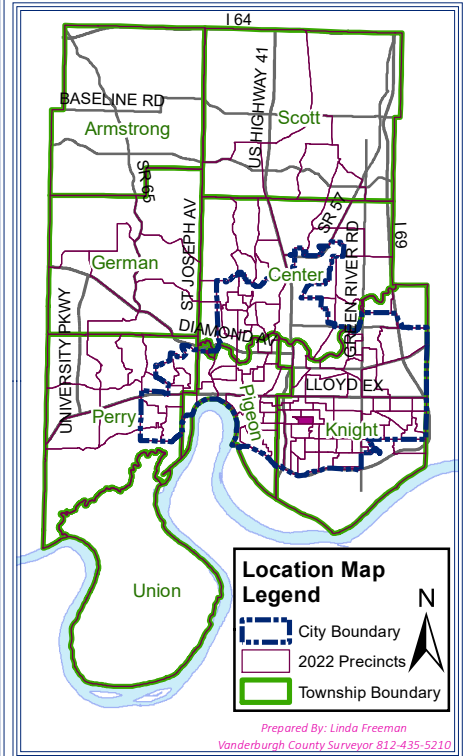 I 64
BASELINE RD
Armstrong
Scott
US HIGHWAY 41
SR 65
SR 57
I 69
German
ST JOSEPH AV
Center
GREEN RIVER RD
UNIVERSITY PKWY
DIAMOND AV
LLOYD EX
Perry
Pigeon
Knight
Union
Location Map
Legend
N
City Boundary
2022 Precincts
Township Boundary
Prepared By: Linda Freeman
Vanderburgh County Surveyor 812-435-5210